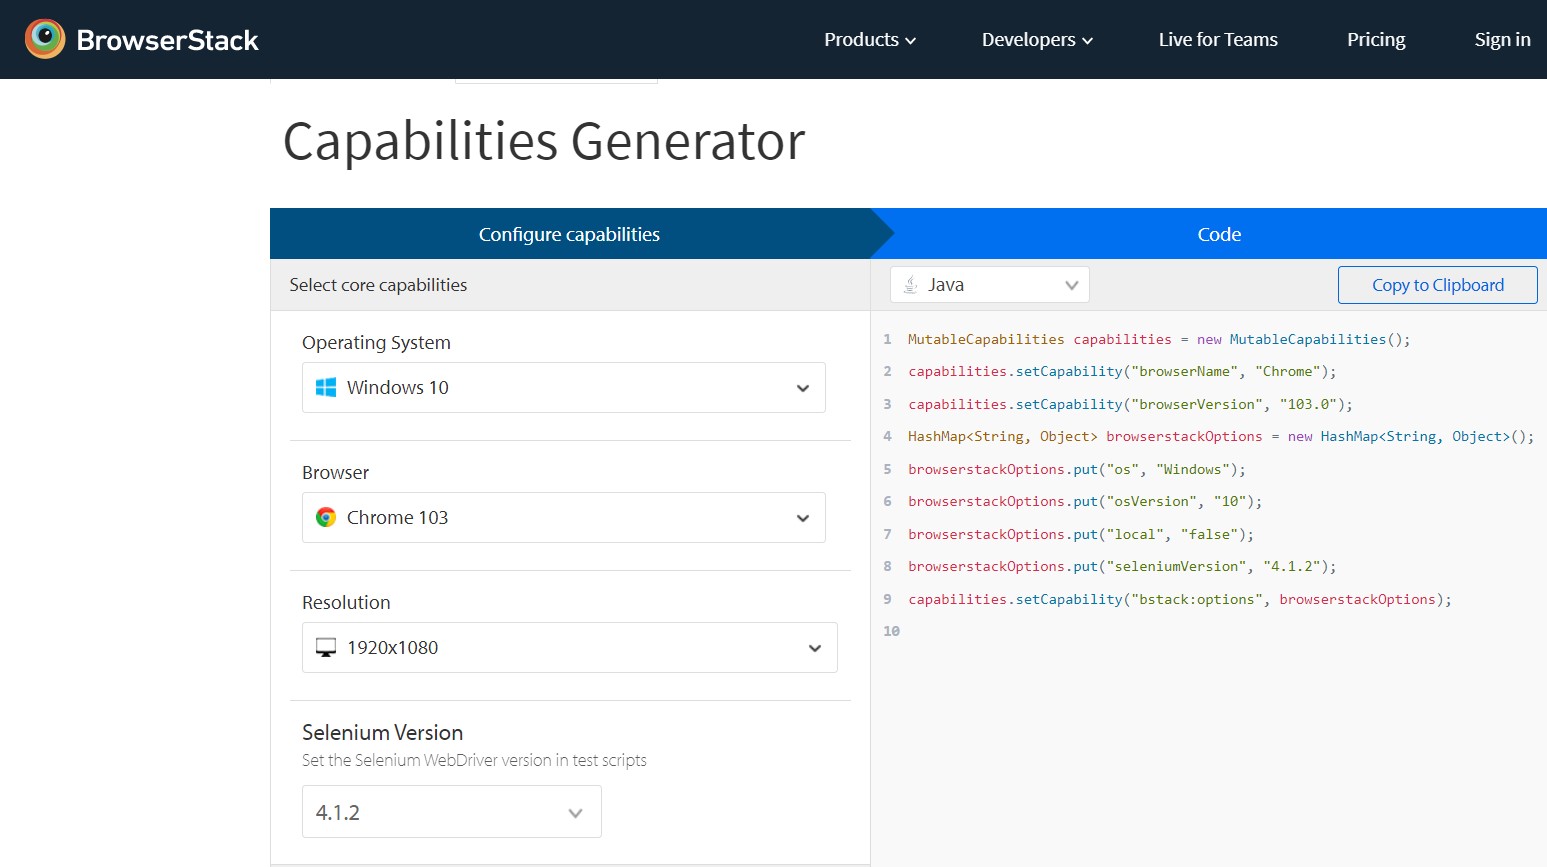 BrowserStack
Products
Developers
Live for Teams
Pricing
Sign in
Capabilities Generator
Configure capabilities
Code
Select core capabilities
Java
Copy to Clipboard
Operating System
Windows 10
Browser
Chrome 103
Resolution
1920x1080
Selenium Version
Set the Selenium WebDriver version in test scripts
4.1.2
1 MutableCapabilities capabilities = new MutableCapabilities();
2 capabilities.setCapability("browserName", "Chrome");
3 capabilities.setCapability("browserVersion", "103.0");
4 HashMap<String, Object> browserstackOptions = new HashMap<String, Object>();
5 browserstackOptions.put("os", "Windows");
6 browserstackOptions.put("osVersion", "10");
7 browserstackOptions.put("local", "false");
8 browserstackOptions.put("seleniumVersion", "4.1.2");
9 capabilities.setCapability("bstack:options", browserstackOptions);
10